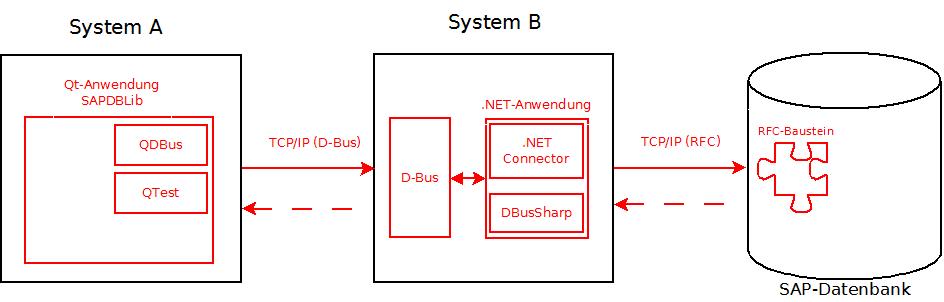 System A
System B
Qt-Anwendung
SAPDBLib
QDBus
QTest
TCP/IP (D-Bus)
D-Bus
.NET-Anwendung
.NET
Connector
DBusSharp
TCP/IP (RFC)
RFC-Baustein
SAP-Datenbank